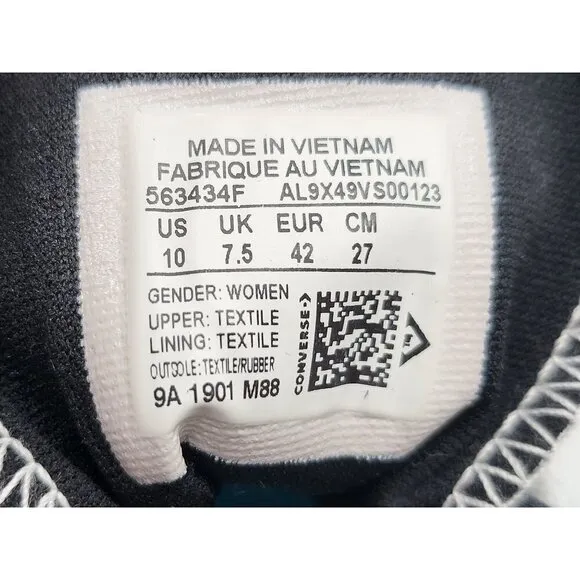 MADE IN VIETNAM
FABRIQUE AU VIETNAM
563434F AL9X49VS00123
US UK EUR CM
10 7.5 42 27
GENDER: WOMEN
UPPER: TEXTILE
LINING: TEXTILE
OUTSOLE: TEXTILE/RUBBER
9A 1901 M88
CONVERSE